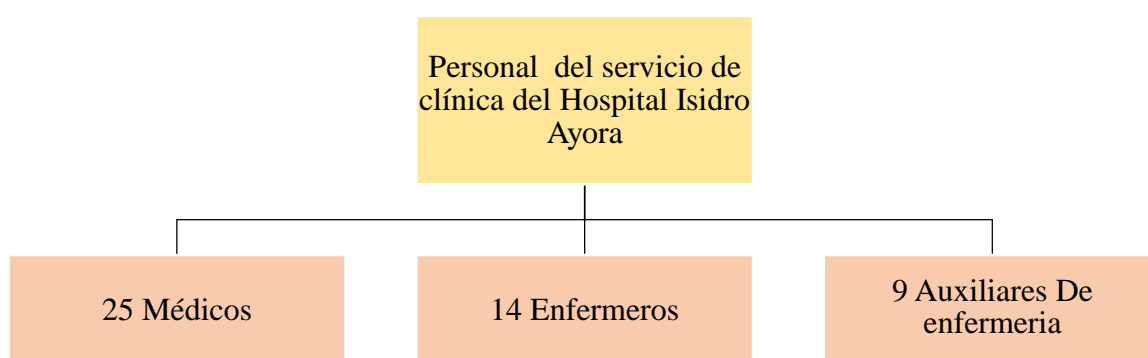 Personal del servicio de
clínica del Hospital Isidro
Ayora
25 Médicos
14 Enfermeros
9 Auxiliares De
enfermeria